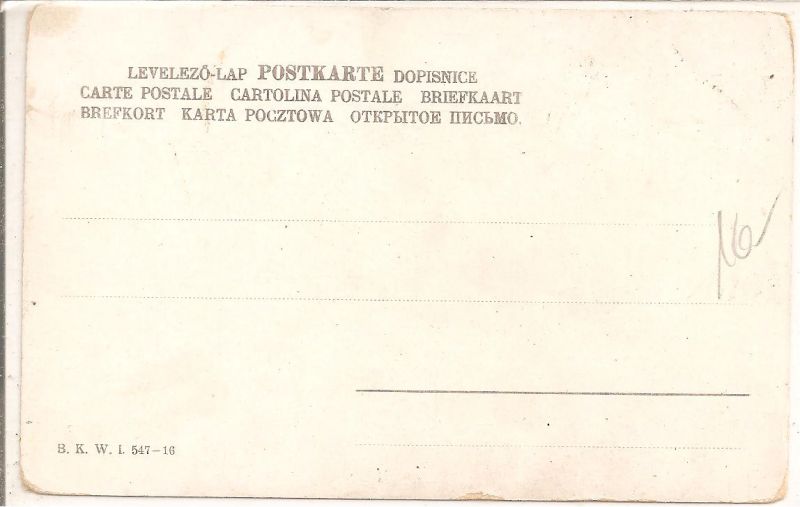 LEVELEZŐ-LAP POSTKARTE DOPISNICE
CARTE POSTALE CARTOLINA POSTALE BRIEFKAART
BREFKORT KARTA POCZTOWA ОТКРЫТОЕ ПИСЬМО.
16
B. K. W. I. 547-16